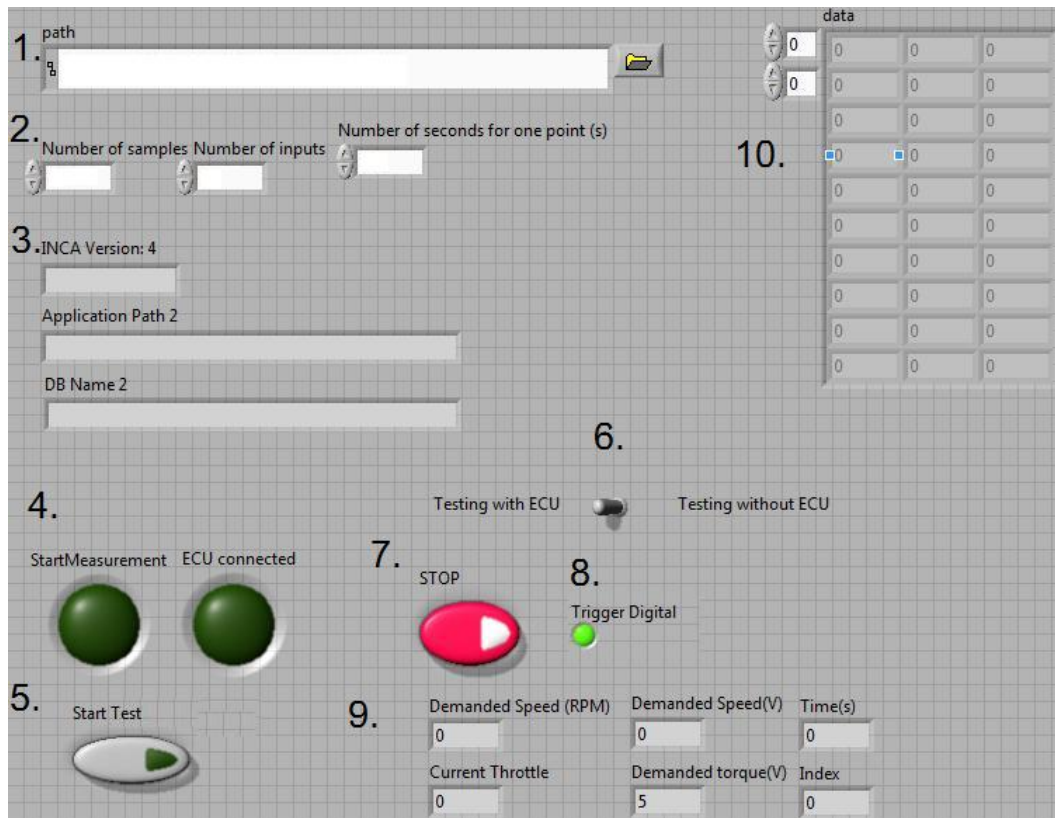 1.
path
2.
Number of samples Number of inputs
Number of seconds for one point (s)
3.
INCA Version: 4
Application Path 2
DB Name 2
data
0
0
10.
0 0 0
0 0 0
0 0 0
0 0 0
0 0 0
0 0 0
0 0 0
0 0 0
0 0 0
0 0 0
6.
Testing with ECU
Testing without ECU
4.
StartMeasurement ECU connected
7.
STOP
8.
Trigger Digital
5.
Start Test
9.
Demanded Speed (RPM) Demanded Speed(V) Time(s)
0 0 0
Current Throttle Demanded torque(V) Index
0 5 0